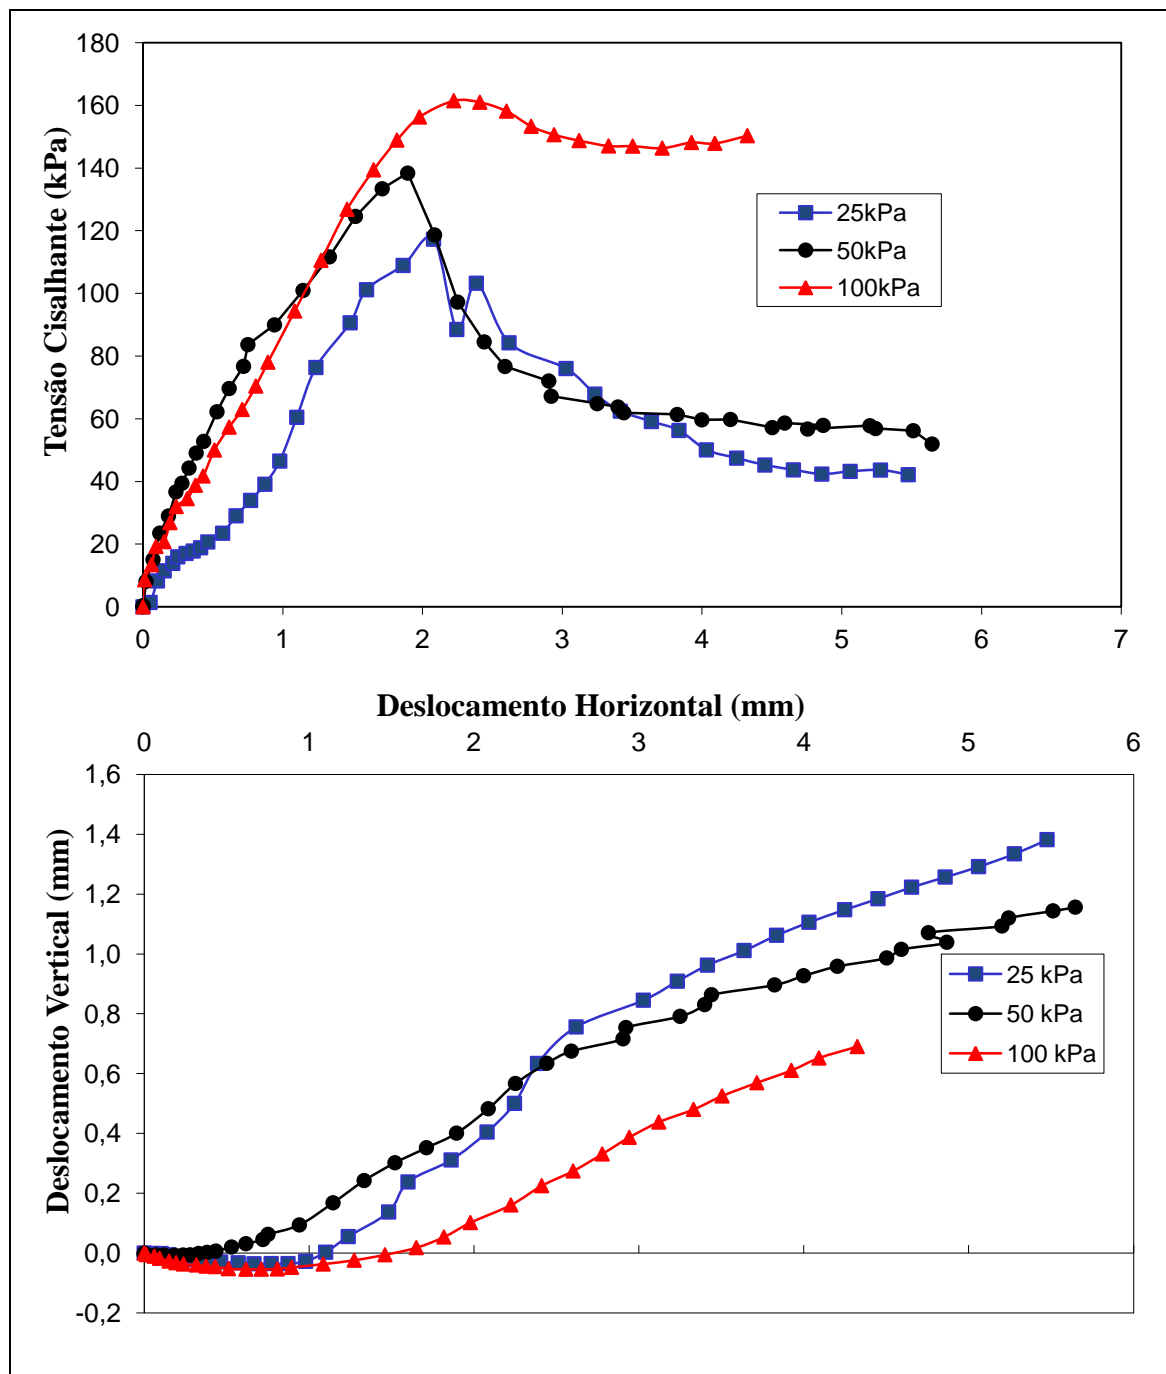 180
160
140
120
100
80
60
40
20
0
Tensão Cisalhante (kPa)
25kPa
50kPa
100kPa
0 1 2 3 4 5 6 7
Deslocamento Horizontal (mm)
0 1 2 3 4 5 6
1,6
1,4
1,2
1,0
0,8
0,6
0,4
0,2
0,0
-0,2
Deslocamento Vertical (mm)
25 kPa
50 kPa
100 kPa